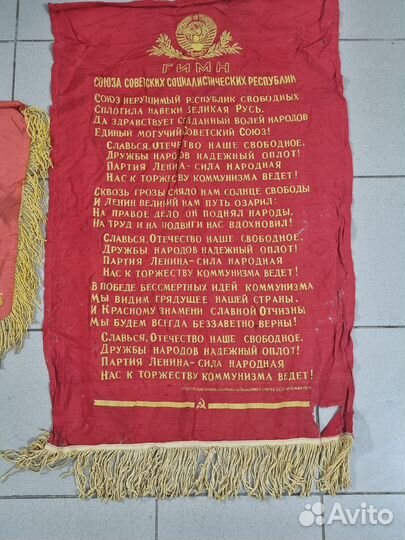 ГИМН
СОЮЗА СОВЕТСКИХ СОЦИАЛИСТИЧЕСКИХ РЕСПУБЛИК
СОЮЗ НЕРУШИМЫЙ РЕСПУБЛИК СВОБОДНЫХ
СПЛОТИЛА НАВЕКИ ВЕЛИКАЯ РУСЬ.
ДА ЗДРАВСТВУЕТ СОЗДАННЫЙ ВОЛЕЙ НАРОДОВ
ЕДИНЫЙ МОГУЧИЙ СОВЕТСКИЙ СОЮЗ!
СЛАВЬСЯ, ОТЕЧЕСТВО НАШЕ СВОБОДНОЕ,
ДРУЖБЫ НАРОДОВ НАДЕЖНЫЙ ОПЛОТ!
ПАРТИЯ ЛЕНИНА-СИЛА НАРОДНАЯ
НАС К ТОРЖЕСТВУ КОММУНИЗМА ВЕДЕТ!
СКВОЗЬ ГРОЗЫ СИЯЛО НАМ СОЛНЦЕ СВОБОДЫ
И ЛЕНИН ВЕЛИКИЙ НАМ ПУТЬ ОЗАРИЛ:
НА ПРАВОЕ ДЕЛО ОН ПОДНЯЛ НАРОДЫ,
НА ТРУД И НА ПОДВИГИ НАС ВДОХНОВИЛ!
СЛАВЬСЯ, ОТЕЧЕСТВО НАШЕ СВОБОДНОЕ,
ДРУЖБЫ НАРОДОВ НАДЕЖНЫЙ ОПЛОТ!
ПАРТИЯ ЛЕНИНА-СИЛА НАРОДНАЯ
НАС К ТОРЖЕСТВУ КОММУНИЗМА ВЕДЕТ!
В ПОБЕДЕ БЕССМЕРТНЫХ ИДЕЙ КОММУНИЗМА
МЫ ВИДИМ ГРЯДУЩЕЕ НАШЕЙ СТРАНЫ,
И КРАСНОМУ ЗНАМЕНИ СЛАВНОЙ ОТЧИЗНЫ
МЫ БУДЕМ ВСЕГДА БЕЗЗАВЕТНО ВЕРНЫ!
СЛАВЬСЯ, ОТЕЧЕСТВО НАШЕ СВОБОДНОЕ,
ДРУЖБЫ НАРОДОВ НАДЕЖНЫЙ ОПЛОТ!
ПАРТИЯ ЛЕНИНА-СИЛА НАРОДНАЯ
НАС К ТОРЖЕСТВУ КОММУНИЗМА ВЕДЕТ!
Avito